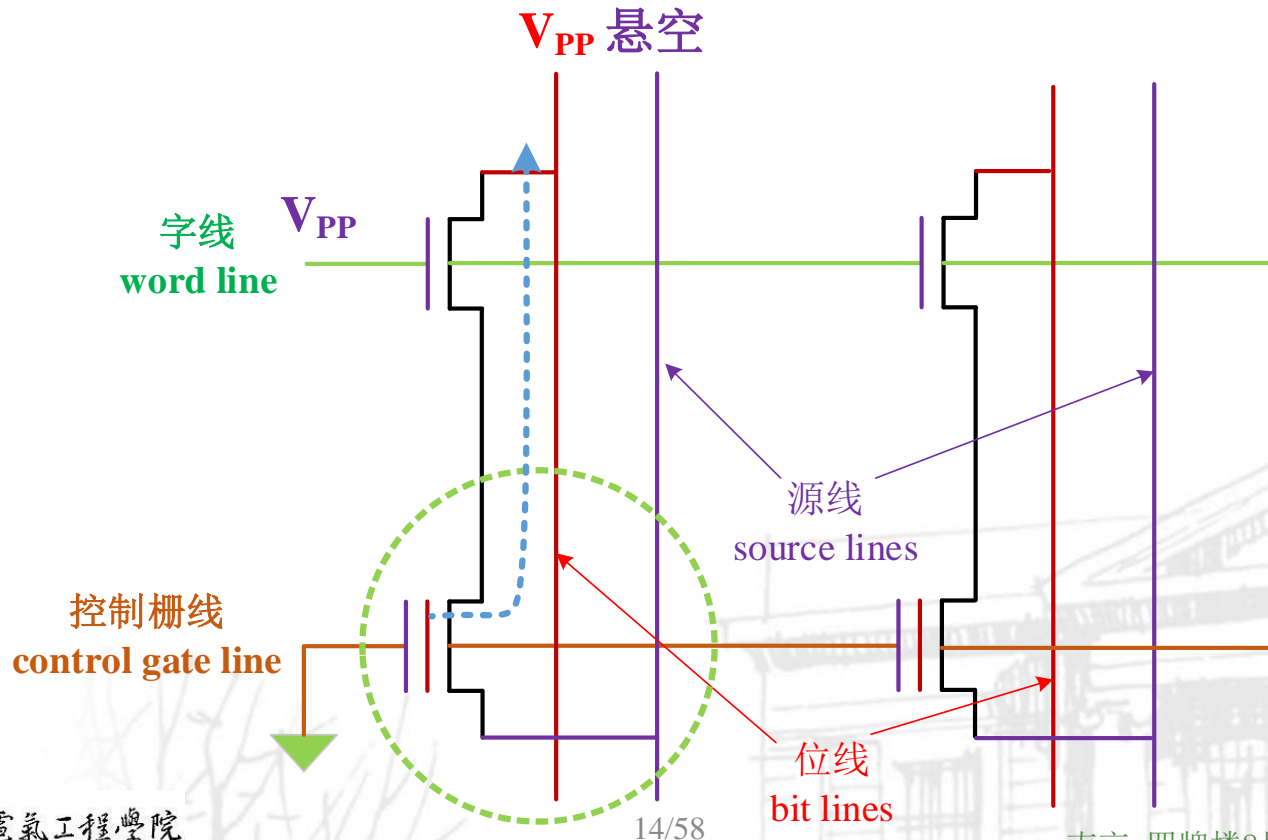 VPP 悬空
VPP
字线
word line
源线
source lines
控制栅线
control gate line
位线
bit lines
氣工程學院
14/58